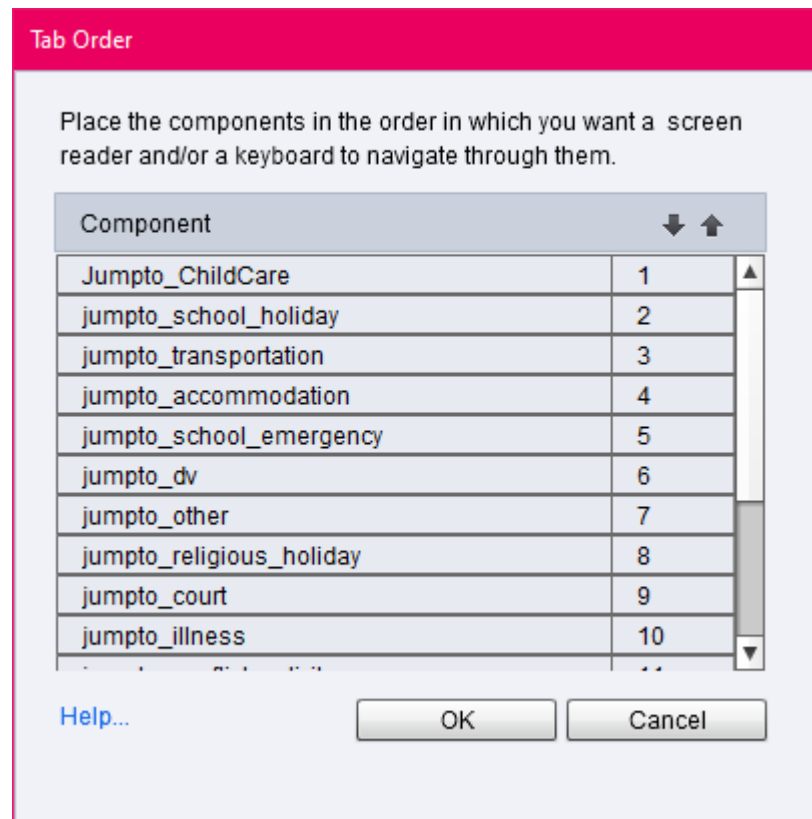 Tab Order
Place the components in the order in which you want a screen
reader and/or a keyboard to navigate through them.
Component
Jumpto_ChildCare 1
jumpto_school_holiday 2
jumpto_transportation 3
jumpto_accommodation 4
jumpto_school_emergency 5
jumpto_dv 6
jumpto_other 7
jumpto_religious_holiday 8
jumpto_court 9
jumpto_illness 10
Help...
OK Cancel